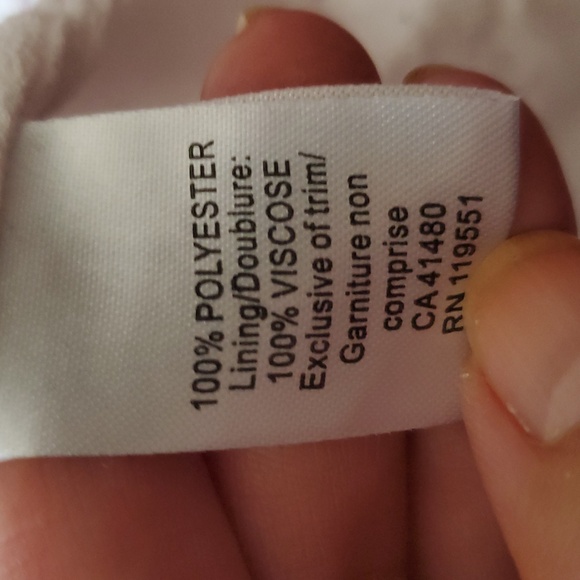 100% POLYESTER
Lining/Doublure:
100% VISCOSE
Exclusive of trim/
Garniture non
comprise
CA 41480
RN 119551